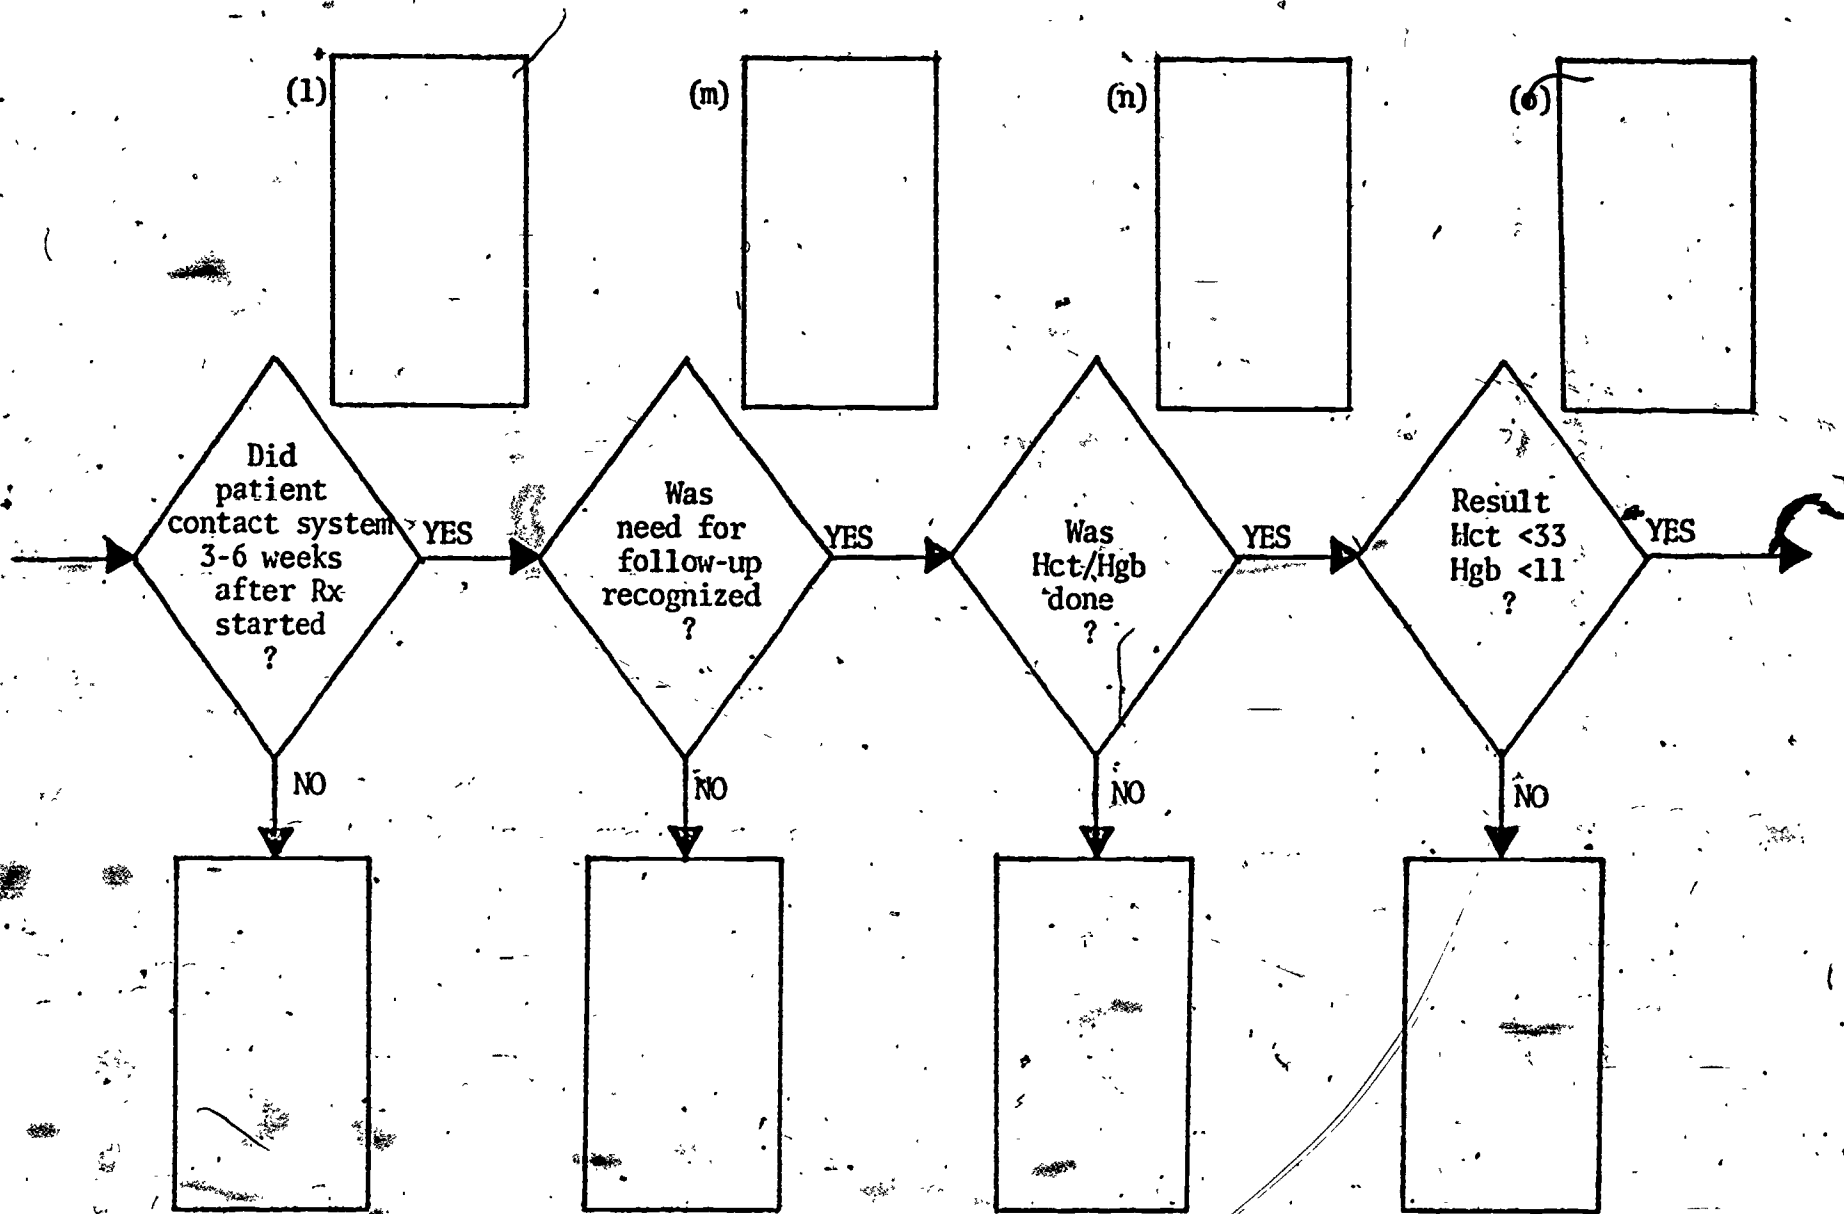 (l)
(m)
(n)
(o)
Did
patient
contact system
3-6 weeks
after Rx
started
?
YES
NO
Was
need for
follow-up
recognized
?
YES
NO
Was
Hct/Hgb
done
?
YES
NO
Result
Hct <33
Hgb <11
?
YES
NO